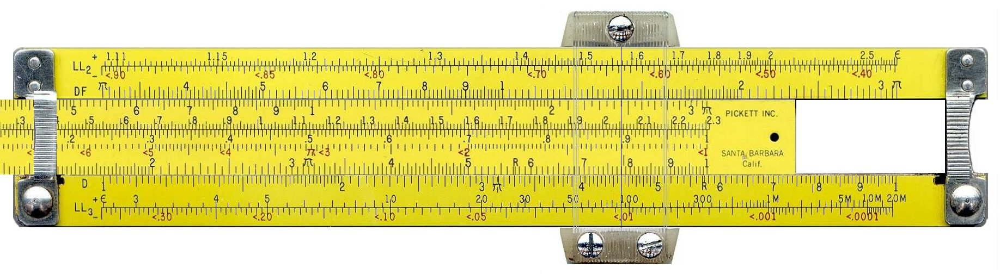 + 1.11 1.15 1.2 1.3 1.4 1.5 1.6 1.7 1.8 1.9 2 2.5 ϵ
LL2
- <.90 <.85 <.80 <.70 <.60 <.50 <.40
DF π 4 5 6 7 8 9 1 2 3 π
5 6 7 8 9 1 2 3 π
.3 .5 .6 .7 .8 .9 1 1.1 1.2 1.3 1.4 1.5 1.6 1.7 1.8 1.9 2 2.1 2.2 2.3
.2 .3 .4 .5 .6 .7 .8 .9 1
<6 <5 <4 π <3 <2 <1
2 3 π 4 5 R 6 7 8 9 1
PICKETT INC.
SANTA BARBARA
Calif.
D 1 2 3 π 4 5 R 6 7 8 9 1
+ ϵ 3 4 5 10 20 30 50 100 300 1M 5M 10M 20M
LL3
- <.30 <.20 <.10 <.05 <.01 <.001 <.0001